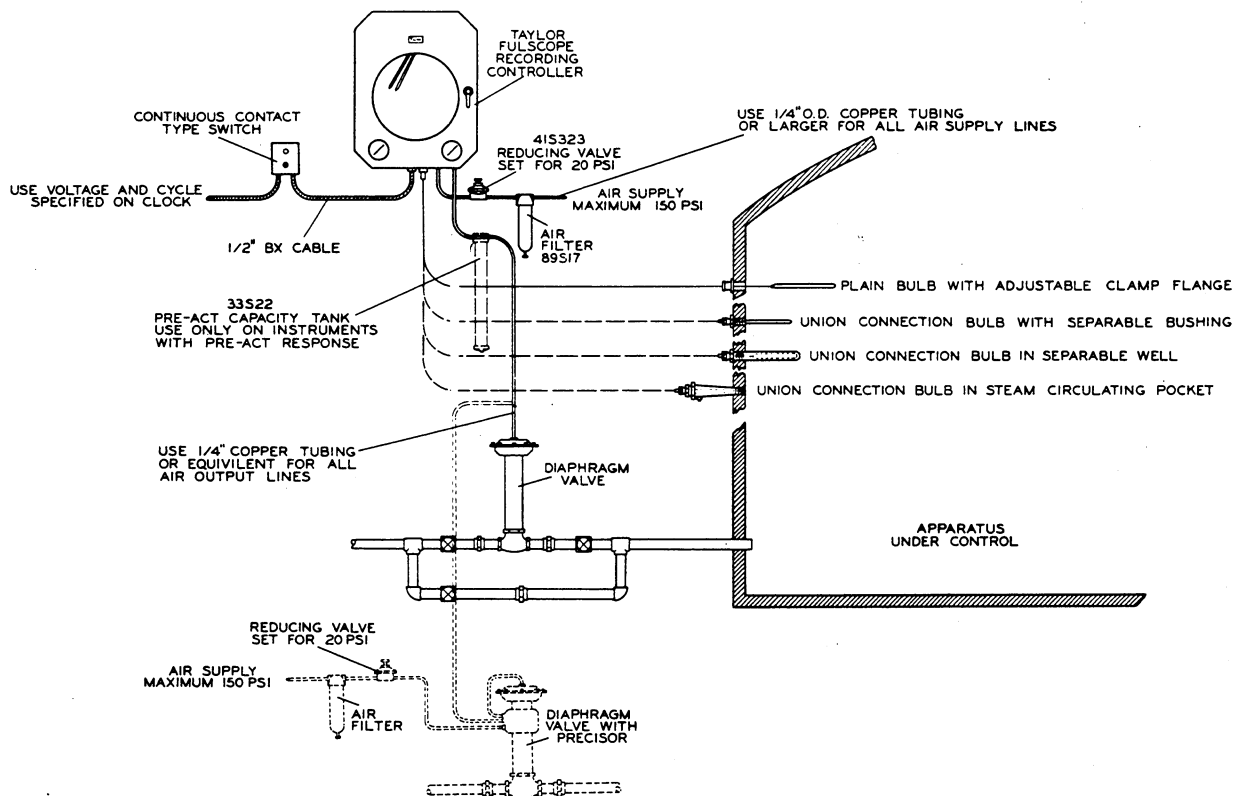 TAYLOR
FULSCOPE
RECORDING
CONTROLLER
CONTINUOUS CONTACT
TYPE SWITCH
USE 1/4" O.D. COPPER TUBING
OR LARGER FOR ALL AIR SUPPLY LINES
41S323
REDUCING VALVE
SET FOR 20 PSI
USE VOLTAGE AND CYCLE
SPECIFIED ON CLOCK
AIR SUPPLY
MAXIMUM 150 PSI
1/2" BX CABLE
AIR
FILTER
89S17
PLAIN BULB WITH ADJUSTABLE CLAMP FLANGE
33S22
PRE-ACT CAPACITY TANK
USE ONLY ON INSTRUMENTS
WITH PRE-ACT RESPONSE
UNION CONNECTION BULB WITH SEPARABLE BUSHING
UNION CONNECTION BULB IN SEPARABLE WELL
UNION CONNECTION BULB IN STEAM CIRCULATING POCKET
USE 1/4" COPPER TUBING
OR EQUIVILENT FOR ALL
AIR OUTPUT LINES
DIAPHRAGM
VALVE
APPARATUS
UNDER CONTROL
REDUCING VALVE
SET FOR 20 PSI
AIR SUPPLY
MAXIMUM 150 PSI
AIR
FILTER
DIAPHRAGM
VALVE WITH
PRECISOR